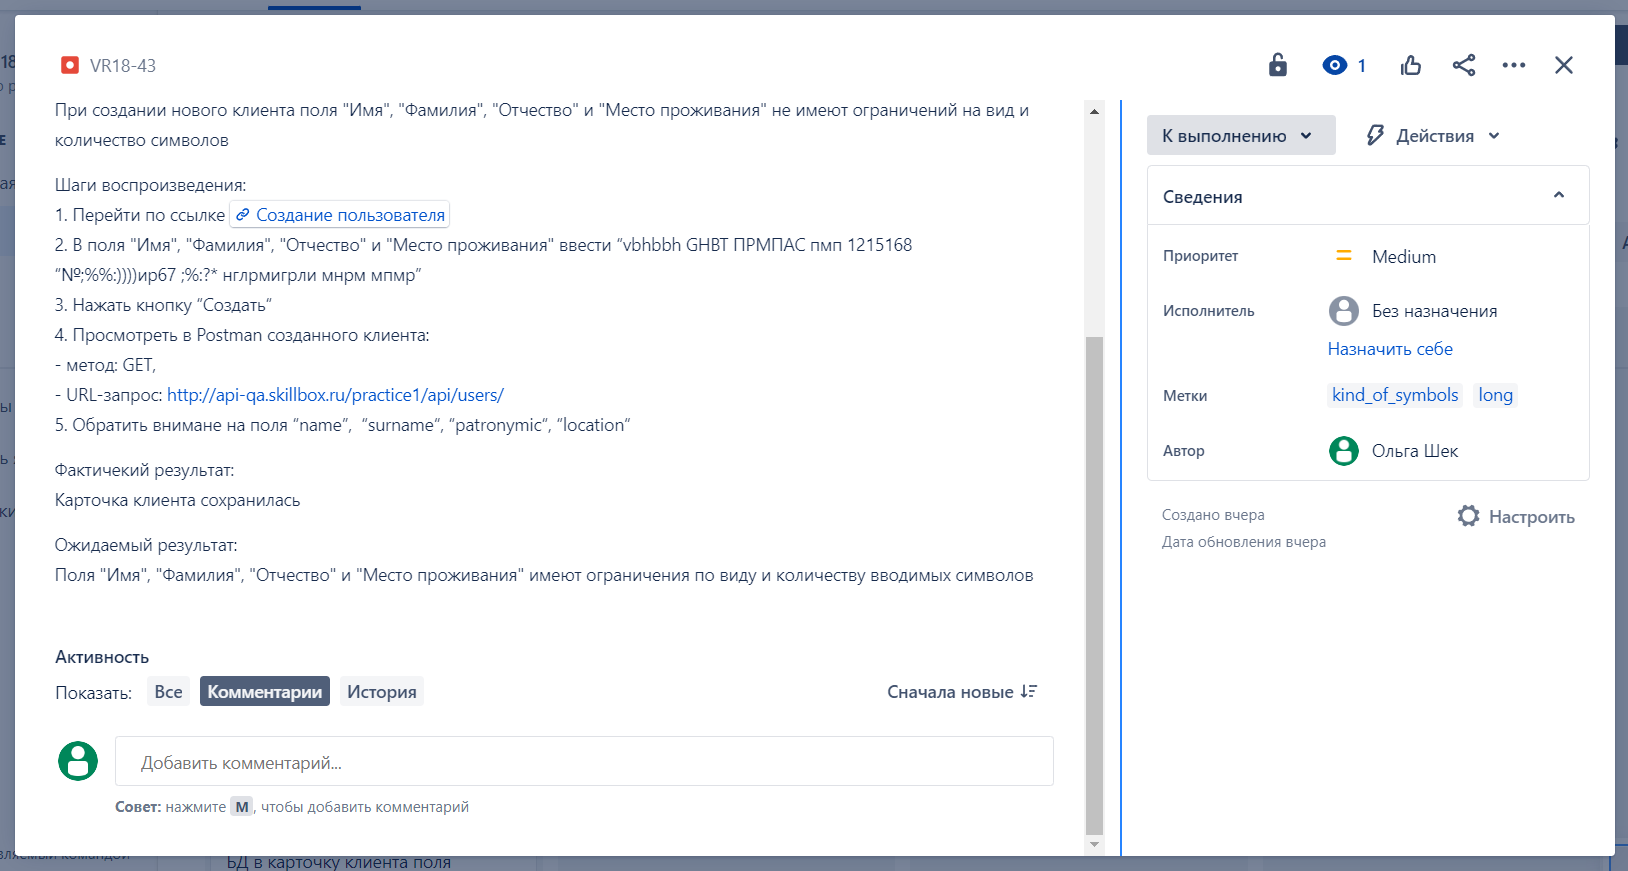 VR18-43
1
При создании нового клиента поля "Имя", "Фамилия", "Отчество" и "Место проживания" не имеют ограничений на вид и
количество символов
Шаги воспроизведения:
1. Перейти по ссылке Создание пользователя
2. В поля "Имя", "Фамилия", "Отчество" и "Место проживания" ввести “vbhbbh GHBT ПРМПАС пмп 1215168
“№;%%:))))ир67 ;%:?* нглрмигрли мнрм мпмр”
3. Нажать кнопку “Создать“
4. Просмотреть в Postman созданного клиента:
- метод: GET,
- URL-запрос: http://api-qa.skillbox.ru/practice1/api/users/
5. Обратить внимане на поля “name”, “surname“, “patronymic“, “location“
Фактичекий результат:
Карточка клиента сохранилась
Ожидаемый результат:
Поля "Имя", "Фамилия", "Отчество" и "Место проживания" имеют ограничения по виду и количеству вводимых символов
Активность
Показать: Все Комментарии История Сначала новые
Добавить комментарий...
Совет: нажмите M, чтобы добавить комментарий
К выполнению Действия
Сведения
Приоритет Medium
Исполнитель Без назначения
Назначить себе
Метки kind_of_symbols long
Автор Ольга Шек
Создано вчера
Настроить
Дата обновления вчера
БД в карточку клиента поля